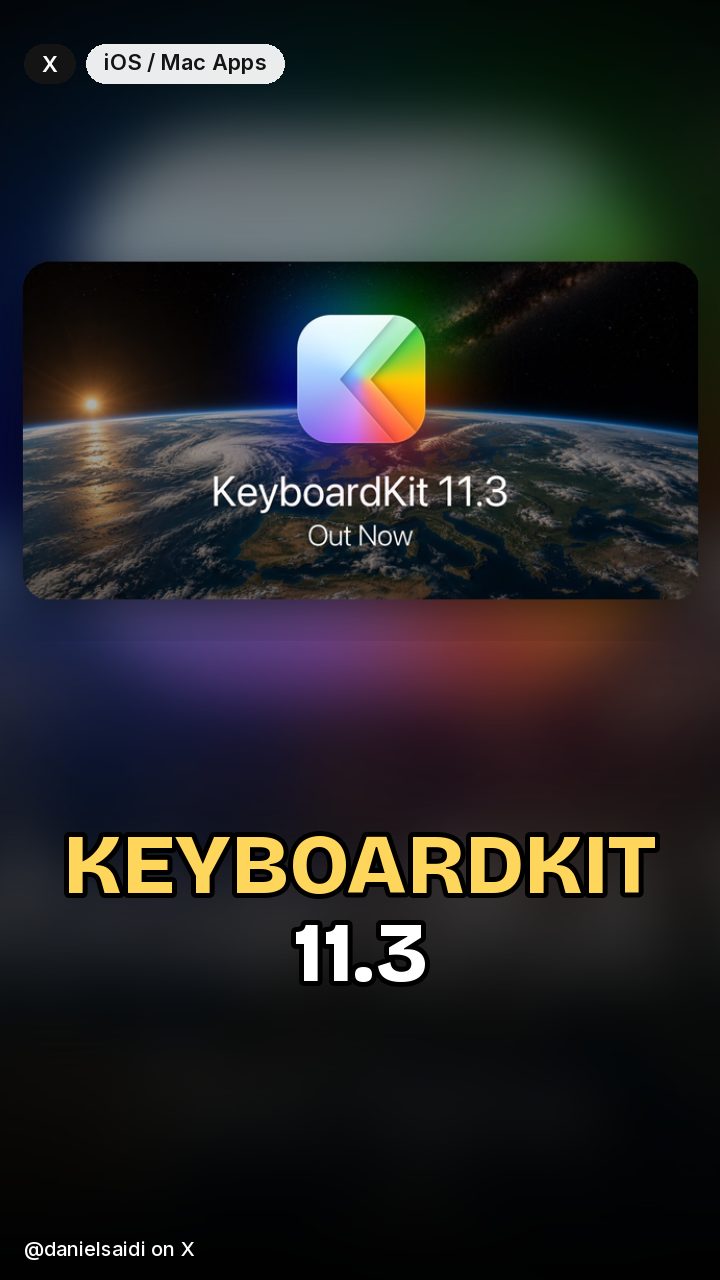 X
iOS / Mac Apps
KeyboardKit 11.3
Out Now
KEYBOARDKIT
11.3
@danielsaidi on X